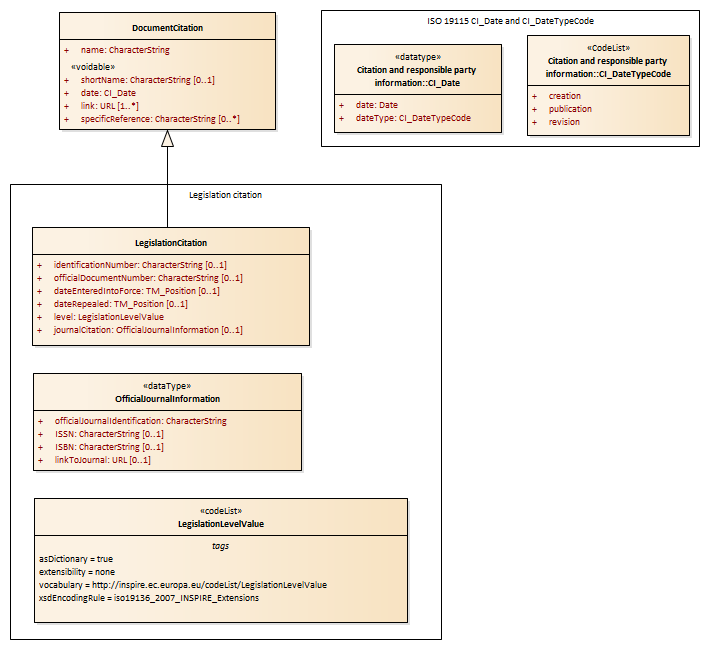 DocumentCitation
+ name: CharacterString
«voidable»
+ shortName: CharacterString [0..1]
+ date: CI_Date
+ link: URL [1..*]
+ specificReference: CharacterString [0..*]
ISO 19115 CI_Date and CI_DateTypeCode
«datatype»
Citation and responsible party
information::CI_Date
+ date: Date
+ dateType: CI_DateTypeCode
«CodeList»
Citation and responsible party
information::CI_DateTypeCode
+ creation
+ publication
+ revision
Legislation citation
LegislationCitation
+ identificationNumber: CharacterString [0..1]
+ officialDocumentNumber: CharacterString [0..1]
+ dateEnteredIntoForce: TM_Position [0..1]
+ dateRepealed: TM_Position [0..1]
+ level: LegislationLevelValue
+ journalCitation: OfficialJournalInformation [0..1]
«dataType»
OfficialJournalInformation
+ officialJournalIdentification: CharacterString
+ ISSN: CharacterString [0..1]
+ ISBN: CharacterString [0..1]
+ linkToJournal: URL [0..1]
«codeList»
LegislationLevelValue
tags
asDictionary = true
extensibility = none
vocabulary = http://inspire.ec.europa.eu/codeList/LegislationLevelValue
xsdEncodingRule = iso19136_2007_INSPIRE_Extensions